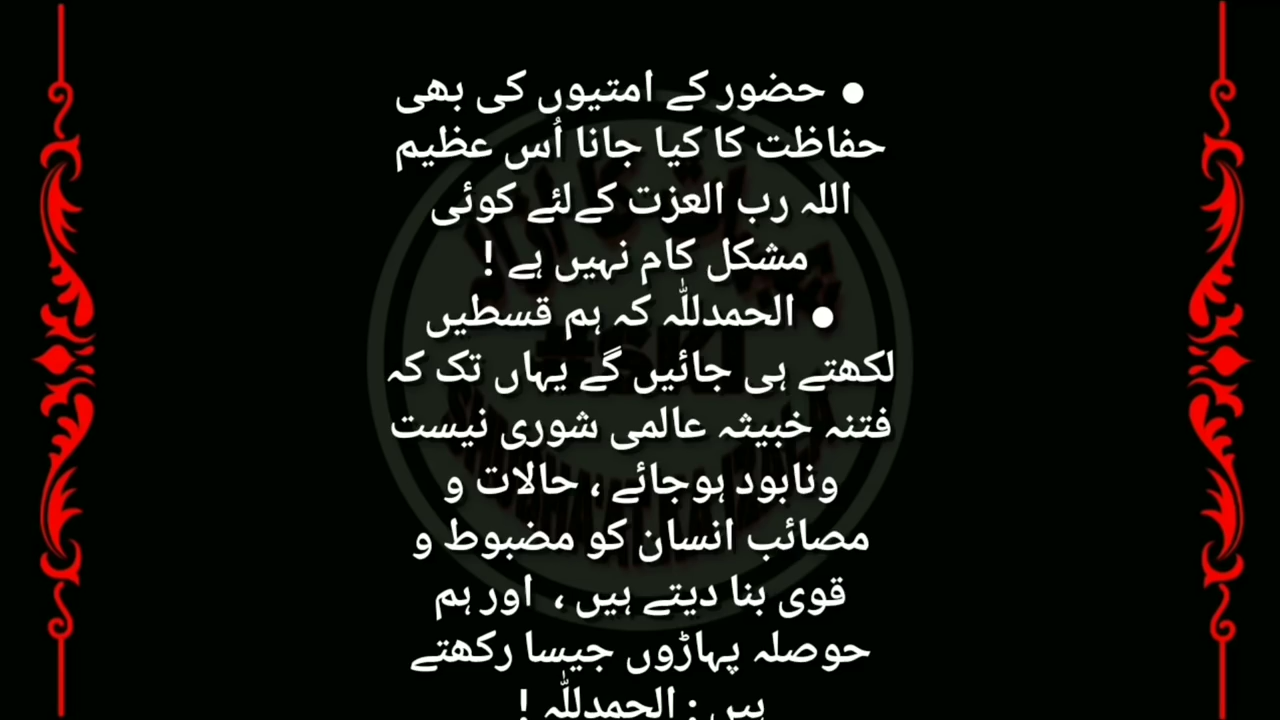 ● حضور کے امتیوں کی بھی
حفاظت کا کیا جانا اُس عظیم
اللہ رب العزت کےلئے کوئی
مشکل کام نہیں ہے !
● الحمدللّٰہ کہ ہم قسطیں
لکھتے ہی جائیں گے یہاں تک کہ
فتنہ خبیثہ عالمی شوری نیست
ونابود ہوجائے ، حالات و
مصائب انسان کو مضبوط و
قوی بنا دیتے ہیں ، اور ہم
حوصلہ پہاڑوں جیسا رکھتے
ہیں : الحمدللّٰہ !